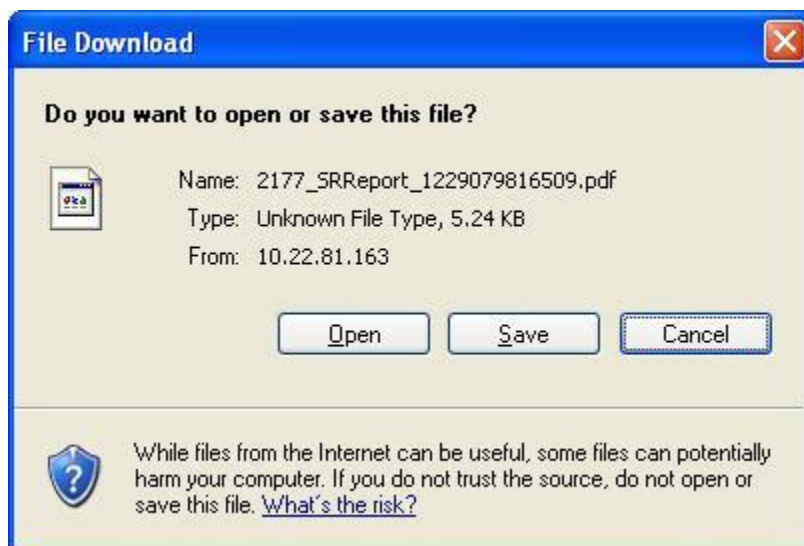 File Download
Do you want to open or save this file?
Name: 2177_SRReport_1229079816509.pdf
Type: Unknown File Type, 5.24 KB
From: 10.22.81.163
Open Save Cancel
While files from the Internet can be useful, some files can potentially
harm your computer. If you do not trust the source, do not open or
save this file. What's the risk?